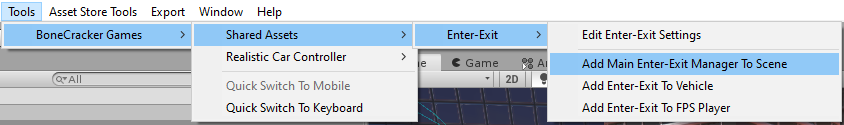 Tools Asset Store Tools Export Window Help
BoneCracker Games
Shared Assets
Realistic Car Controller
Quick Switch To Mobile
Quick Switch To Keyboard
Enter-Exit
Edit Enter-Exit Settings
Add Main Enter-Exit Manager To Scene
Add Enter-Exit To Vehicle
Add Enter-Exit To FPS Player
All
Game
2D